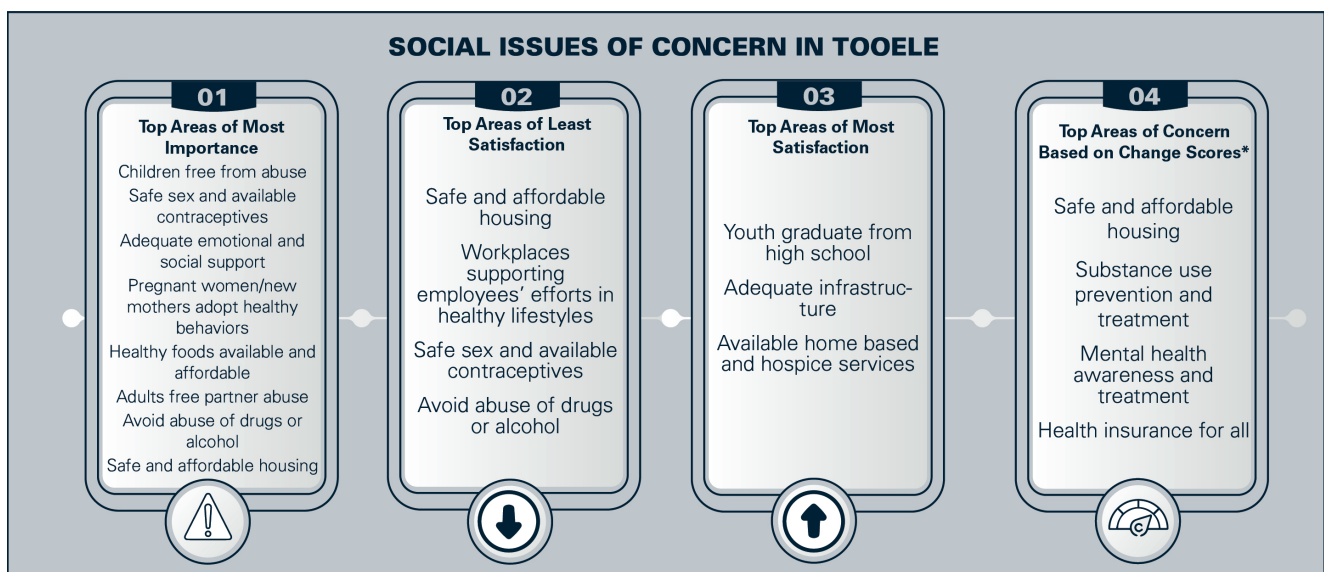 SOCIAL ISSUES OF CONCERN IN TOOELE
01
Top Areas of Most
Importance
Children free from abuse
Safe sex and available
contraceptives
Adequate emotional and
social support
Pregnant women/new
mothers adopt healthy
behaviors
Healthy foods available and
affordable
Adults free partner abuse
Avoid abuse of drugs or
alcohol
Safe and affordable housing
02
Top Areas of Least
Satisfaction
Safe and affordable
housing
Workplaces
supporting
employees' efforts in
healthy lifestyles
Safe sex and available
contraceptives
Avoid abuse of drugs
or alcohol
03
Top Areas of Most
Satisfaction
Youth graduate from
high school
Adequate infrastruc-
ture
Available home based
and hospice services
04
Top Areas of Concern
Based on Change Scores*
Safe and affordable
housing
Substance use
prevention and
treatment
Mental health
awareness and
treatment
Health insurance for all
C